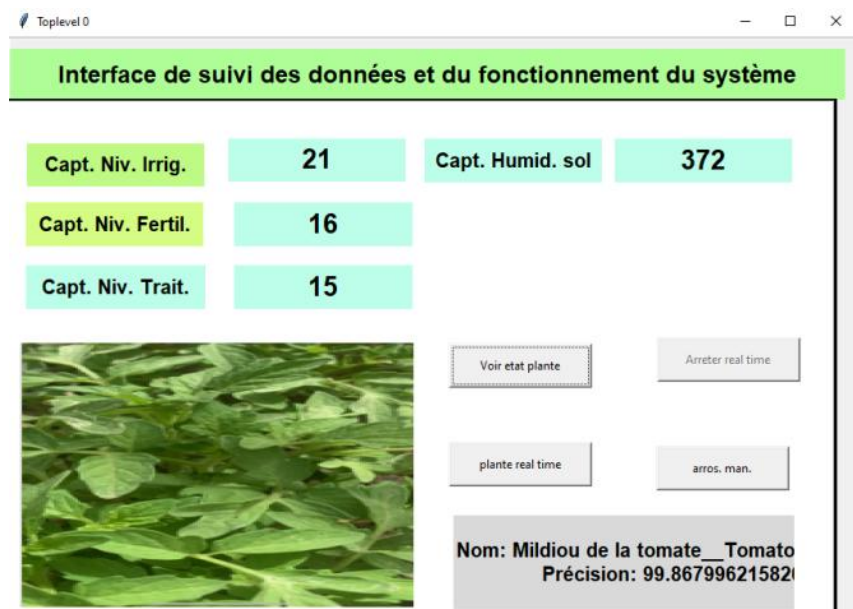 Toplevel 0
Interface de suivi des données et du fonctionnement du système
Capt. Niv. Irrig. 21 Capt. Humid. sol 372
Capt. Niv. Fertil. 16
Capt. Niv. Trait. 15
Voir etat plante Arreter real time
plante real time arros. man.
Nom: Mildiou de la tomate__Tomato
Précision: 99.86799621582